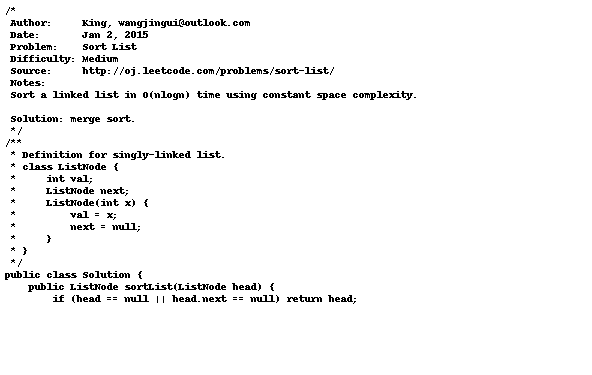 /*
 Author:     King, wangjingui@outlook.com
 Date:       Jan 2, 2015
 Problem:    Sort List
 Difficulty: Medium
 Source:     http://oj.leetcode.com/problems/sort-list/
 Notes:
 Sort a linked list in O(nlogn) time using constant space complexity.

 Solution: merge sort.
 */
/**
 * Definition for singly-linked list.
 * class ListNode {
 *     int val;
 *     ListNode next;
 *     ListNode(int x) {
 *         val = x;
 *         next = null;
 *     }
 * }
 */
public class Solution {
    public ListNode sortList(ListNode head) {
        if (head == null || head.next == null) return head;